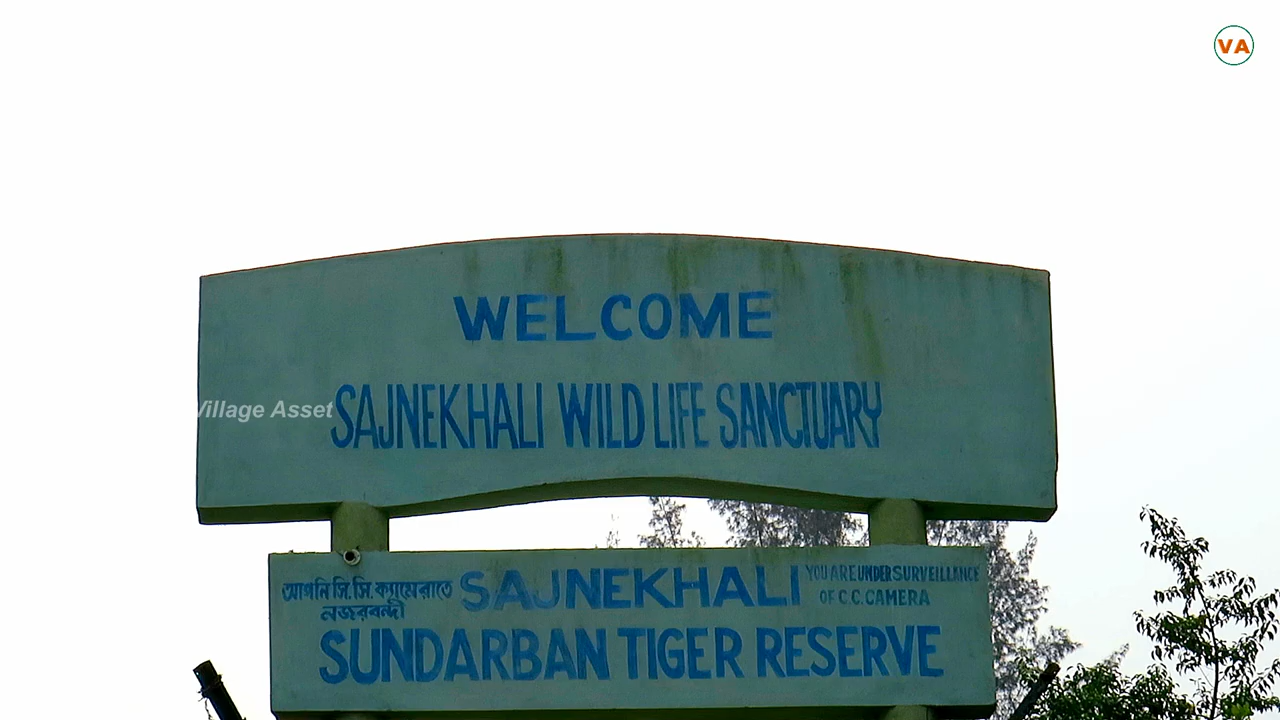 VA
WELCOME
SAJNEKHALI WILD LIFE SANCTUARY
Village Asset
আপনি সি.সি. ক্যামেরাতে
নজরবন্দী
SAJNEKHALI
YOU ARE UNDER SURVEILLANCE
OF C.C. CAMERA
SUNDARBAN TIGER RESERVE